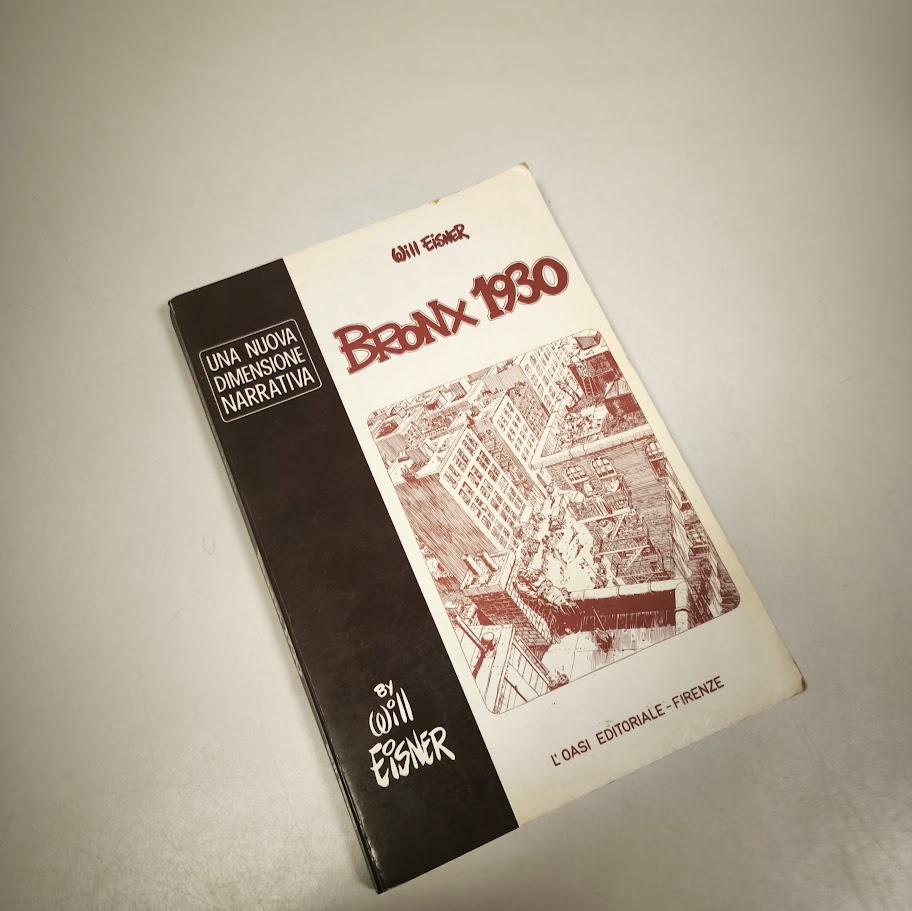 Will EiSNER
BRONX 1930
UNA NUOVA
DIMENSIONE
NARRATIVA
BY
Will
EiSNER
L'OASI EDITORIALE - FIRENZE